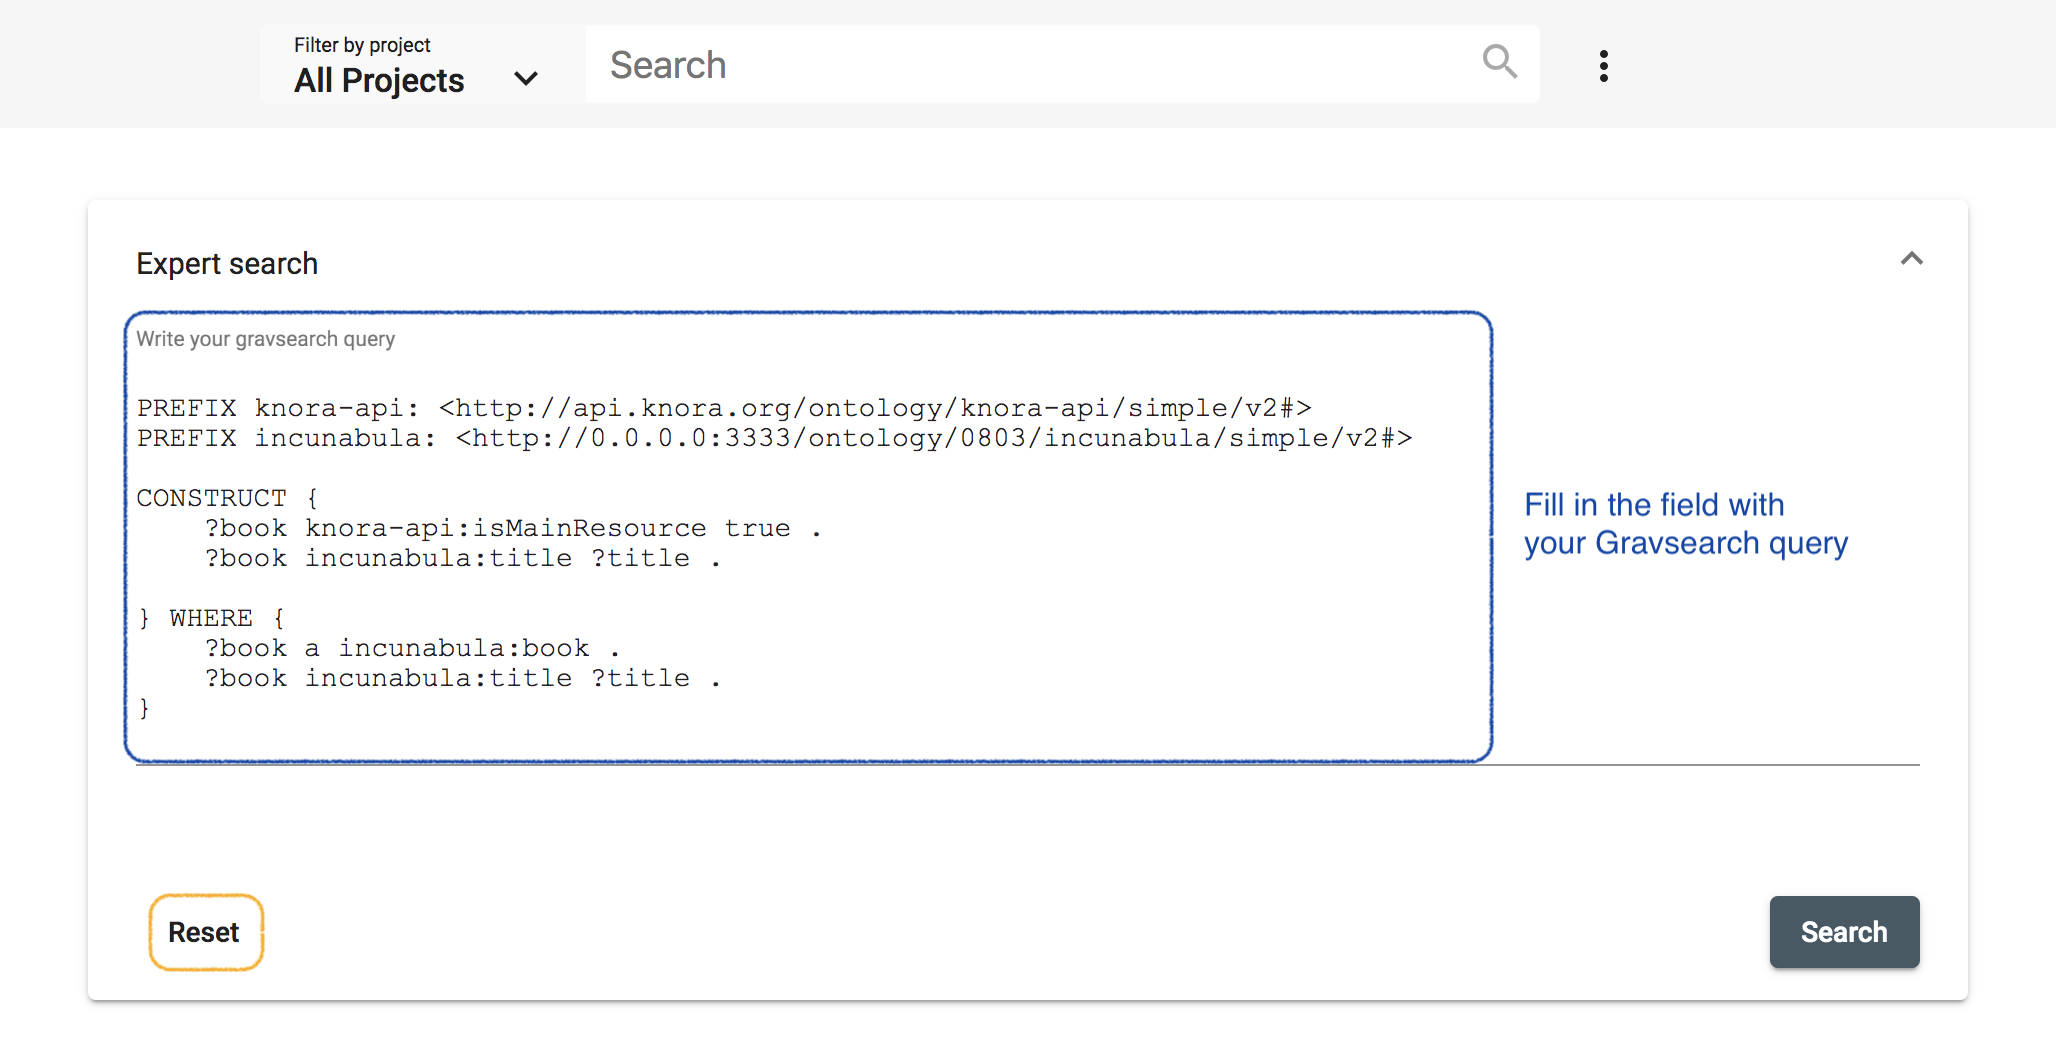 Filter by project
All Projects
Search
Expert search
Write your gravsearch query
PREFIX knora-api: <http://api.knora.org/ontology/knora-api/simple/v2#>
PREFIX incunabula: <http://0.0.0.0:3333/ontology/0803/incunabula/simple/v2#>
CONSTRUCT {
    ?book knora-api:isMainResource true .
    ?book incunabula:title ?title .
} WHERE {
    ?book a incunabula:book .
    ?book incunabula:title ?title .
}
Fill in the field with
your Gravsearch query
Reset
Search